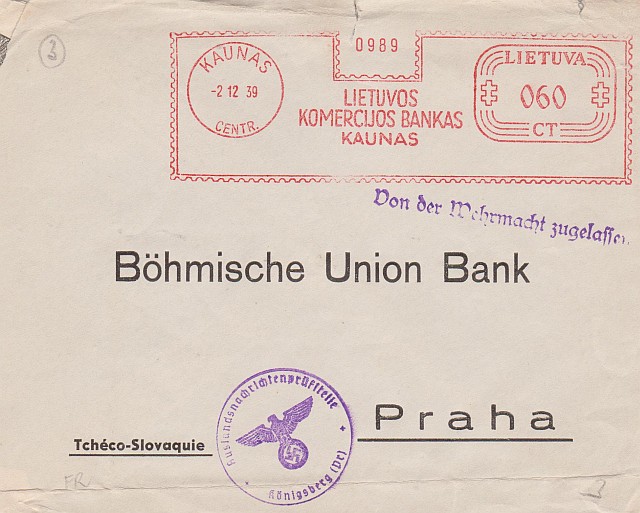 3
KAUNAS
-2 12 39
CENTR.
0989
LIETUVOS
KOMERCIJOS BANKAS
KAUNAS
LIETUVA
060
CT
Von der Wehrmacht zugelassen
Böhmische Union Bank
Praha
Tchéco-Slovaquie
Auslandsnachrichtenprüfstelle
Königsberg (Pr)
FR
3